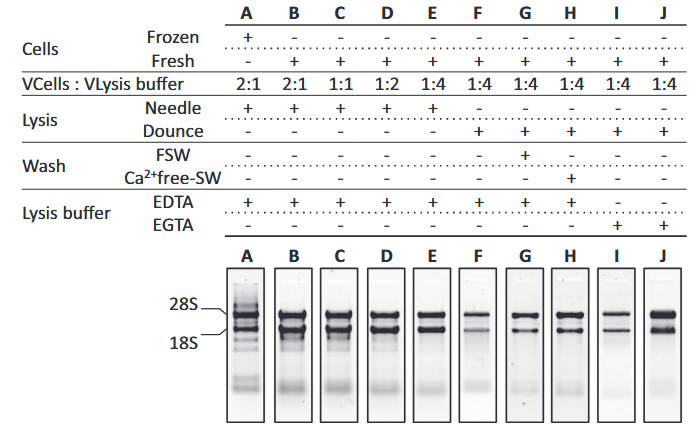 A B C D E F G H I J
Cells
Frozen + - - - - - - - - -
Fresh - + + + + + + + + +
VCells : VLysis buffer 2:1 2:1 1:1 1:2 1:4 1:4 1:4 1:4 1:4 1:4
Lysis
Needle + + + + + - - - - -
Dounce - - - - - + + + + +
Wash
FSW - - - - - - + - - -
Ca²⁺free-SW - - - - - - - + - -
Lysis buffer
EDTA + + + + + + + + - -
EGTA - - - - - - - - + +
A B C D E F G H I J
28S
18S